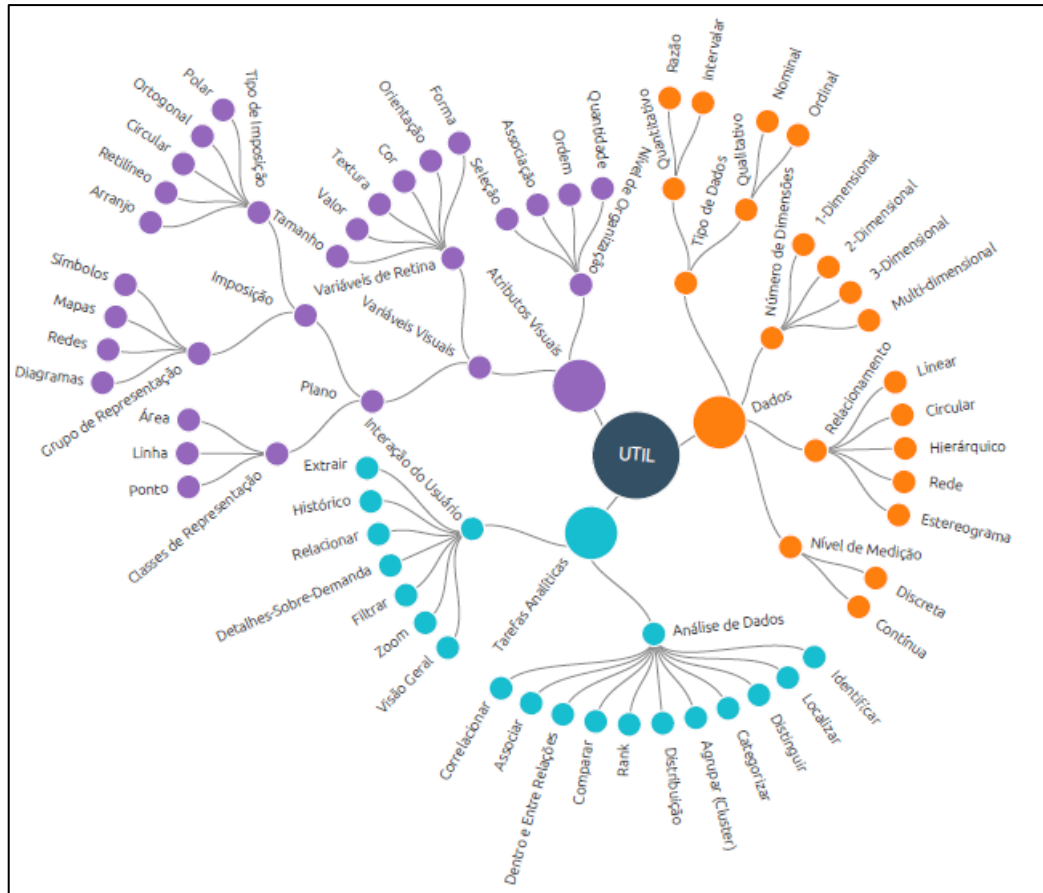 UTIL
Atributos Visuais
Nível de Organização
Seleção
Associação
Ordem
Quantidade
Variáveis Visuais
Variáveis de Retina
Tamanho
Valor
Textura
Cor
Orientação
Forma
Plano
Imposição
Tipo de Imposição
Polar
Ortogonal
Circular
Retilíneo
Arranjo
Grupo de Representação
Símbolos
Mapas
Redes
Diagramas
Classes de Representação
Área
Linha
Ponto
Dados
Tipo de Dados
Quantitativo
Razão
Intervalar
Qualitativo
Nominal
Ordinal
Número de Dimensões
1-Dimensional
2-Dimensional
3-Dimensional
Multi-dimensional
Relacionamento
Linear
Circular
Hierárquico
Rede
Estereograma
Nível de Medição
Discreta
Contínua
Tarefas Analíticas
Interação do Usuário
Extrair
Histórico
Relacionar
Detalhes-Sobre-Demanda
Filtrar
Zoom
Visão Geral
Análise de Dados
Correlacionar
Associar
Dentro e Entre Relações
Comparar
Rank
Distribuição
Agrupar (Cluster)
Categorizar
Distinguir
Localizar
Identificar